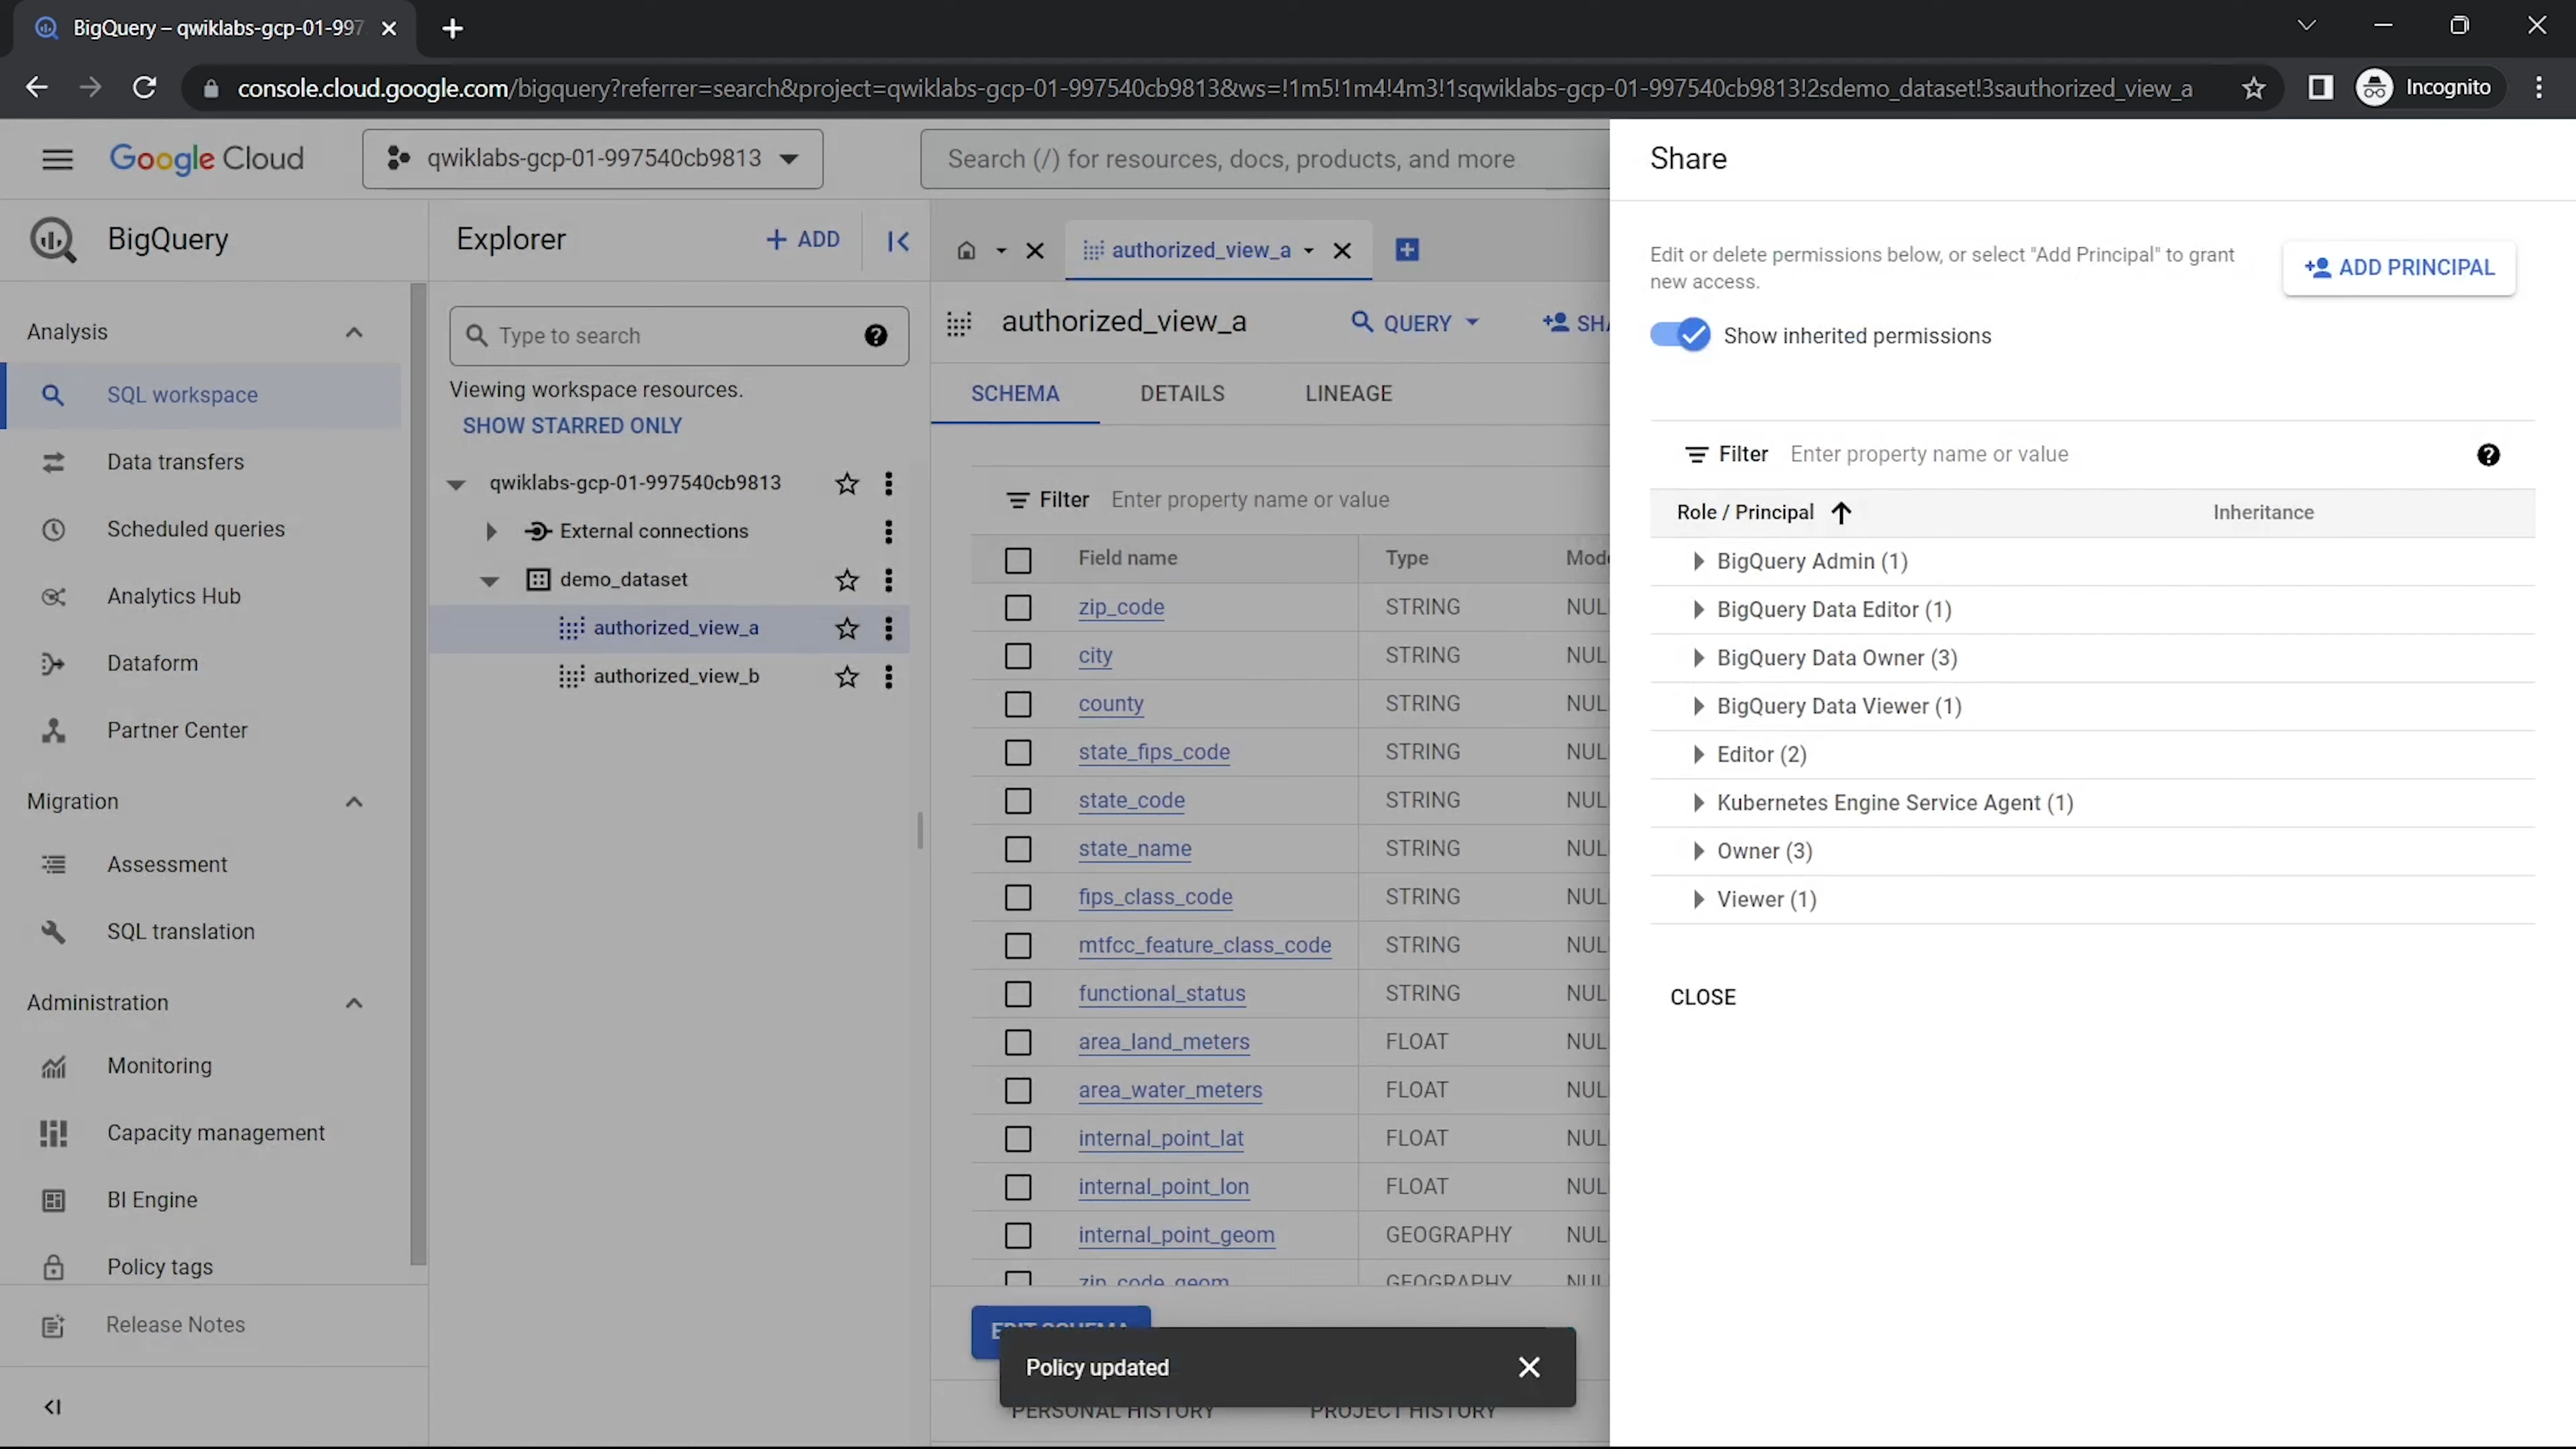 BigQuery – qwiklabs-gcp-01-997
console.cloud.google.com/bigquery?referrer=search&project=qwiklabs-gcp-01-997540cb9813&ws=!1m5!1m4!4m3!1sqwiklabs-gcp-01-997540cb9813!2sdemo_dataset!3sauthorized_view_a
Incognito
Google Cloud
qwiklabs-gcp-01-997540cb9813
Search (/) for resources, docs, products, and more
BigQuery
Analysis
SQL workspace
Data transfers
Scheduled queries
Analytics Hub
Dataform
Partner Center
Migration
Assessment
SQL translation
Administration
Monitoring
Capacity management
BI Engine
Policy tags
Release Notes
Explorer
+ ADD
Type to search
Viewing workspace resources.
SHOW STARRED ONLY
qwiklabs-gcp-01-997540cb9813
External connections
demo_dataset
authorized_view_a
authorized_view_b
authorized_view_a
authorized_view_a
QUERY
SHA
SCHEMA DETAILS LINEAGE
Filter Enter property name or value
Field name Type Mode
zip_code STRING NUL
city STRING NUL
county STRING NUL
state_fips_code STRING NUL
state_code STRING NUL
state_name STRING NUL
fips_class_code STRING NUL
mtfcc_feature_class_code STRING NUL
functional_status STRING NUL
area_land_meters FLOAT NUL
area_water_meters FLOAT NUL
internal_point_lat FLOAT NUL
internal_point_lon FLOAT NUL
internal_point_geom GEOGRAPHY NUL
zip_code_geom GEOGRAPHY NUL
EDIT SCHEMA
Policy updated
PERSONAL HISTORY PROJECT HISTORY
Share
Edit or delete permissions below, or select "Add Principal" to grant
new access.
ADD PRINCIPAL
Show inherited permissions
Filter Enter property name or value
Role / Principal Inheritance
BigQuery Admin (1)
BigQuery Data Editor (1)
BigQuery Data Owner (3)
BigQuery Data Viewer (1)
Editor (2)
Kubernetes Engine Service Agent (1)
Owner (3)
Viewer (1)
CLOSE